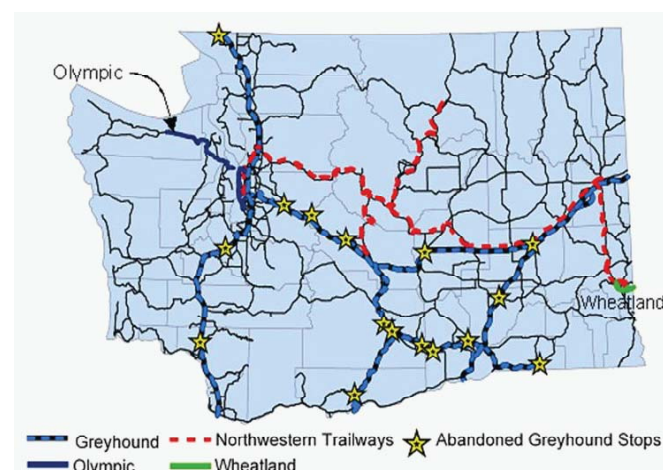 Olympic
Wheatland
Greyhound
Northwestern Trailways
Abandoned Greyhound Stops
Olympic
Wheatland